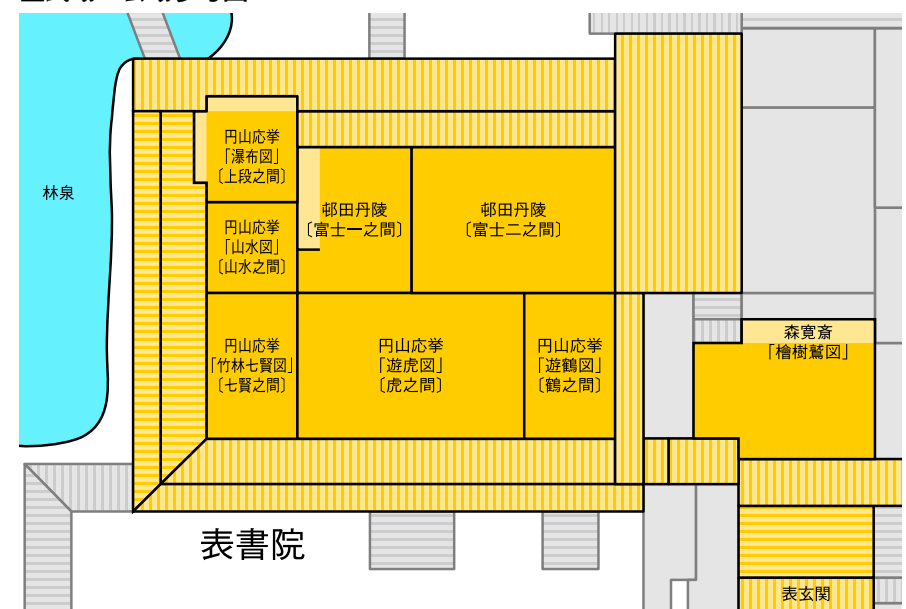 円山応挙
「瀑布図」
〔上段之間〕
林泉
邨田丹陵
〔富士一之間〕
邨田丹陵
〔富士二之間〕
円山応挙
「山水図」
〔山水之間〕
円山応挙
「竹林七賢図」
〔七賢之間〕
円山応挙
「遊虎図」
〔虎之間〕
円山応挙
「遊鶴図」
〔鶴之間〕
森寛斎
「檜樹鷲図」
表書院
表玄関